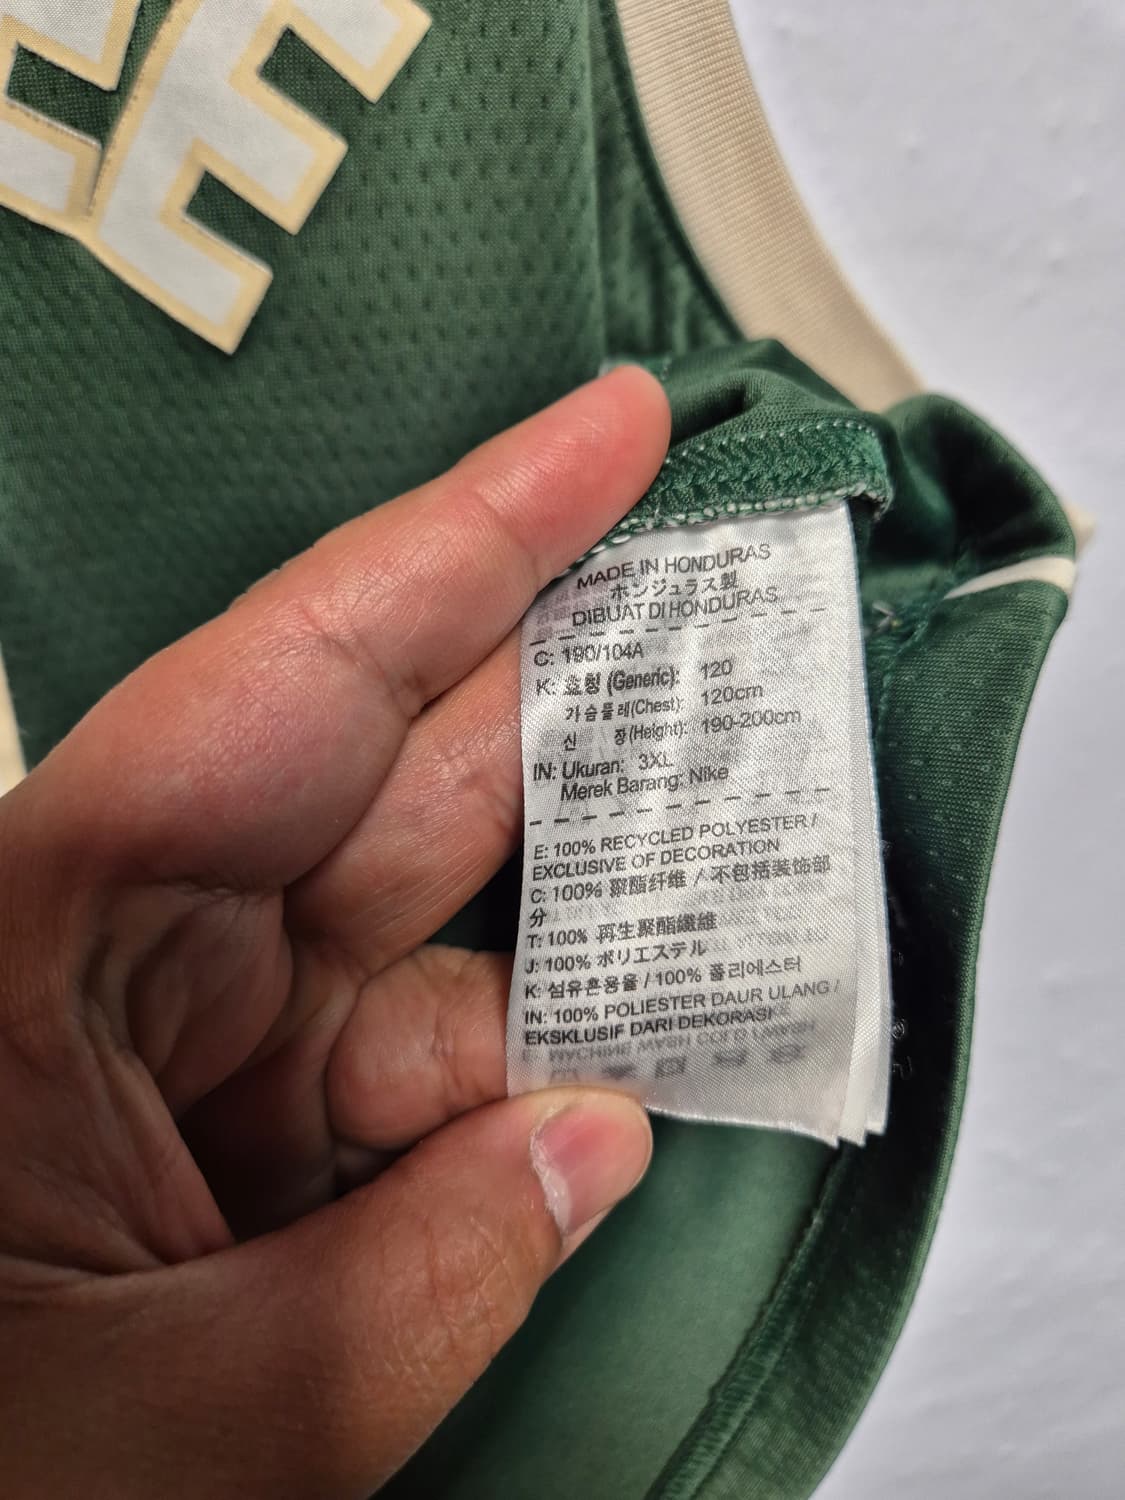 MADE IN HONDURAS
ホンジュラス製
DIBUAT DI HONDURAS
C: 190/104A
K: 호칭 (Generic): 120
가슴둘레(Chest): 120cm
신 장(Height): 190-200cm
IN: Ukuran: 3XL
Merek Barang: Nike
E: 100% RECYCLED POLYESTER /
EXCLUSIVE OF DECORATION
C: 100% 聚酯纤维 / 不包括装饰部
分
T: 100% 再生聚酯纖維
J: 100% ポリエステル
K: 섬유혼용율 / 100% 폴리에스터
IN: 100% POLIESTER DAUR ULANG /
EKSKLUSIF DARI DEKORASI